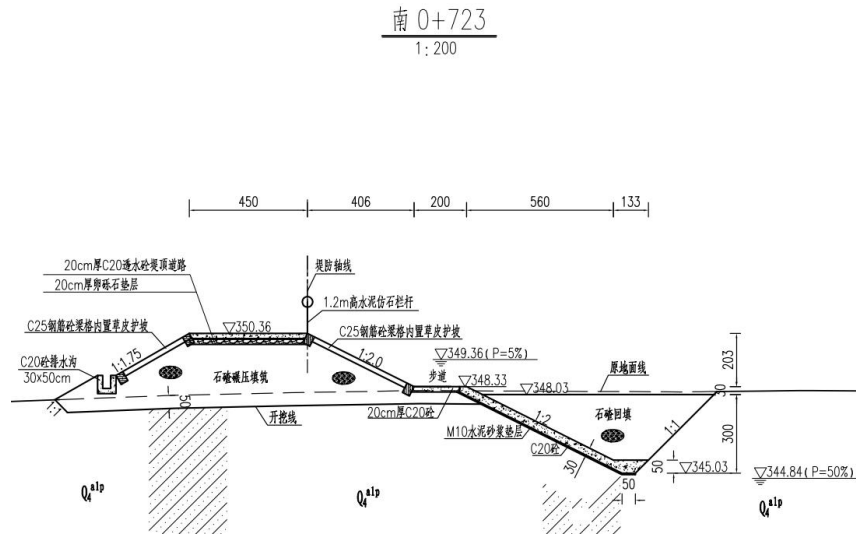 南 0+723
1:200
450
406
200
560
133
20cm厚C20透水砼堤顶道路
20cm厚卵砾石垫层
堤防轴线
1.2m高水泥仿石栏杆
C25钢筋砼梁格内置草皮护坡
350.36
C25钢筋砼梁格内置草皮护坡
349.36(P=5%)
203
C20砼排水沟
30×50cm
1:1.75
石碴碾压填筑
1:2.0
步道
348.33
348.03
原地面线
30
50
开挖线
20cm厚C20砼
M10水泥砂浆垫层
1:2
C20砼
30
石碴回填
1:1
300
50
345.03
344.84(P=50%)
50
Q₄ᵃˡᵖ
Q₄ᵃˡᵖ
Q₄ᵃˡᵖ